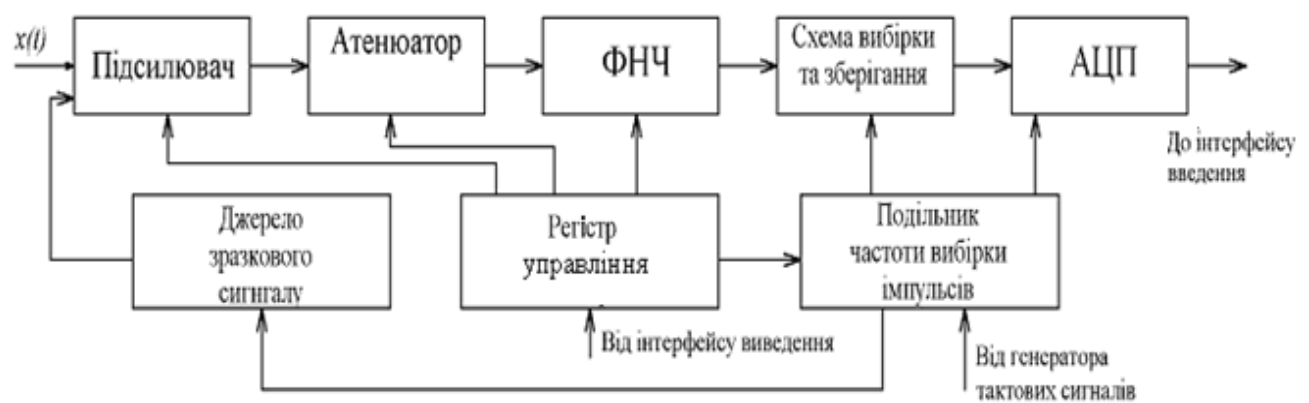 x(t)
Підсилювач
Атенюатор
ФНЧ
Схема вибірки
та зберігання
АЦП
До інтерфейсу
введення
Джерело
зразкового
сигнгалу
Регістр
управління
Подільник
частоти вибірки
імпульсів
Від інтерфейсу виведення
Від генератора
тактових сигналів